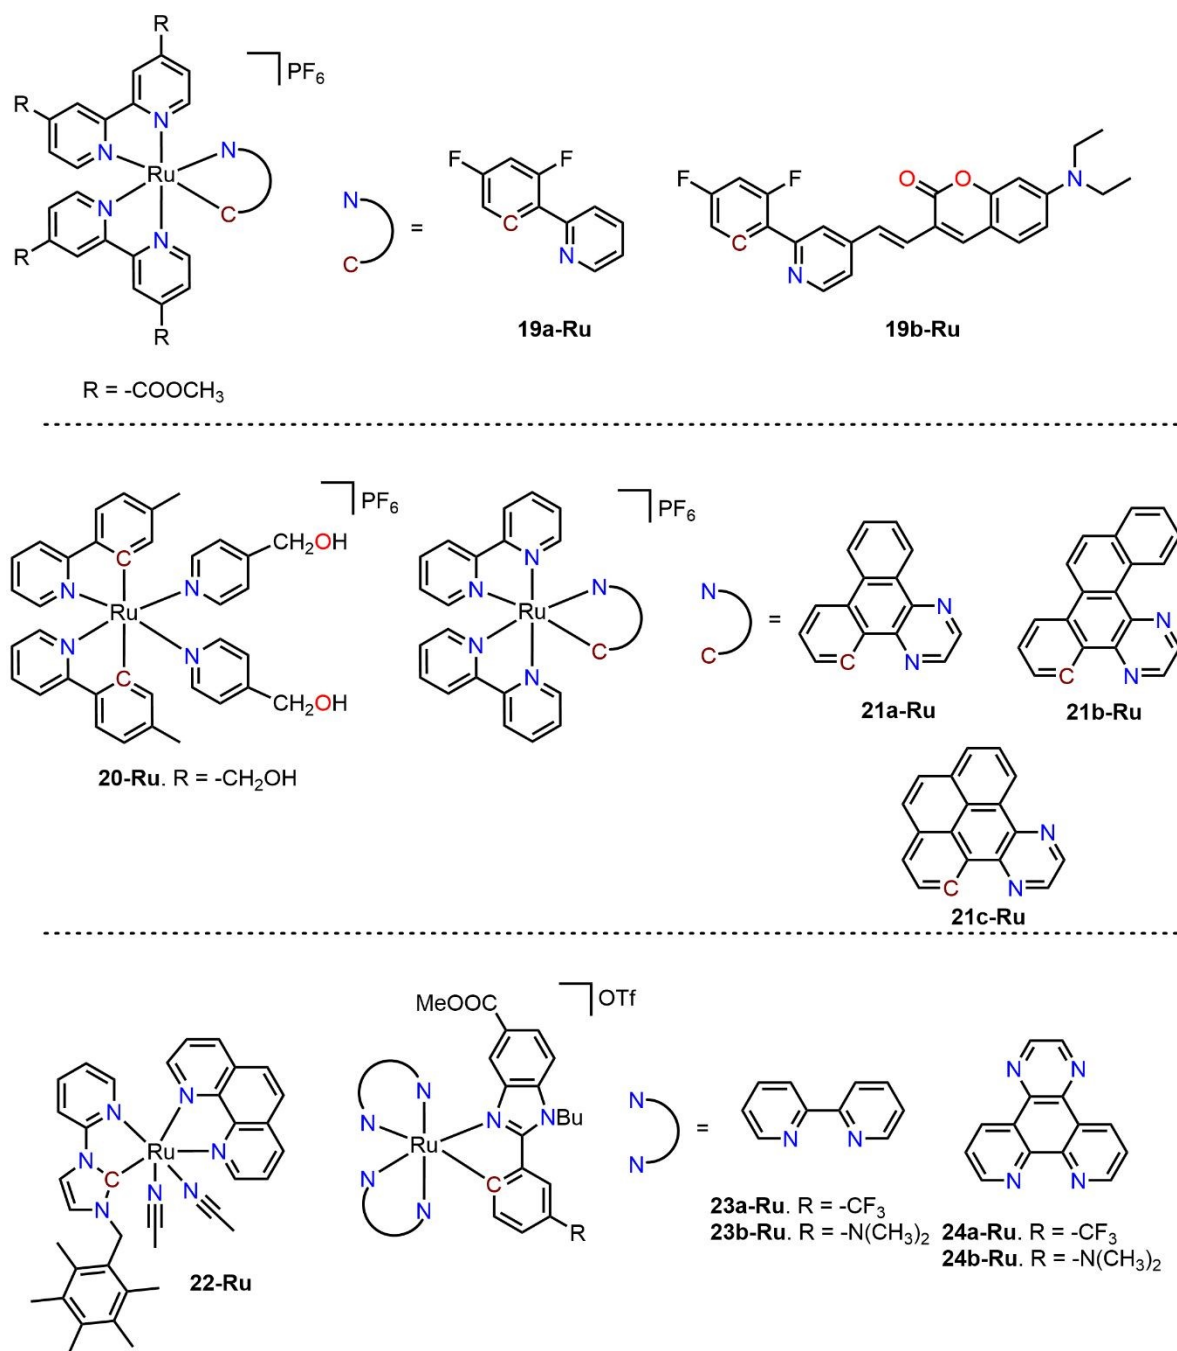 R
R
PF₆
N
N
Ru
N
N
N
C
R
R
R = -COOCH₃
N
C
=
F
F
C
N
19a-Ru
F
F
C
N
O
O
N
19b-Ru
PF₆
C
CH₂OH
N
N
Ru
N
N
C
CH₂OH
20-Ru. R = -CH₂OH
PF₆
N
N
N
Ru
N
N
C
N
C
=
N
C
N
21a-Ru
N
C
N
21b-Ru
N
C
N
21c-Ru
N
N
N
Ru
N
C
N
N
N
22-Ru
OTf
MeOOC
N
N
N
NBu
Ru
N
N
C
R
N
N
=
N
N
23a-Ru. R = -CF₃
23b-Ru. R = -N(CH₃)₂
N
N
N
N
24a-Ru. R = -CF₃
24b-Ru. R = -N(CH₃)₂